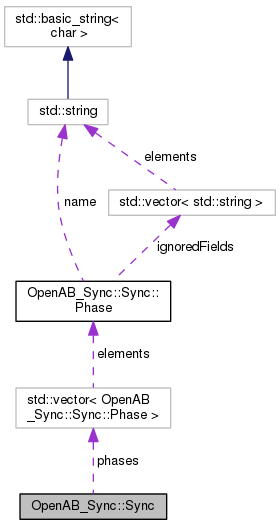 std::basic_string<
char >
std::string
elements
name
std::vector< std::string >
ignoredFields
OpenAB_Sync::Sync::
Phase
elements
std::vector< OpenAB
_Sync::Sync::Phase >
phases
OpenAB_Sync::Sync